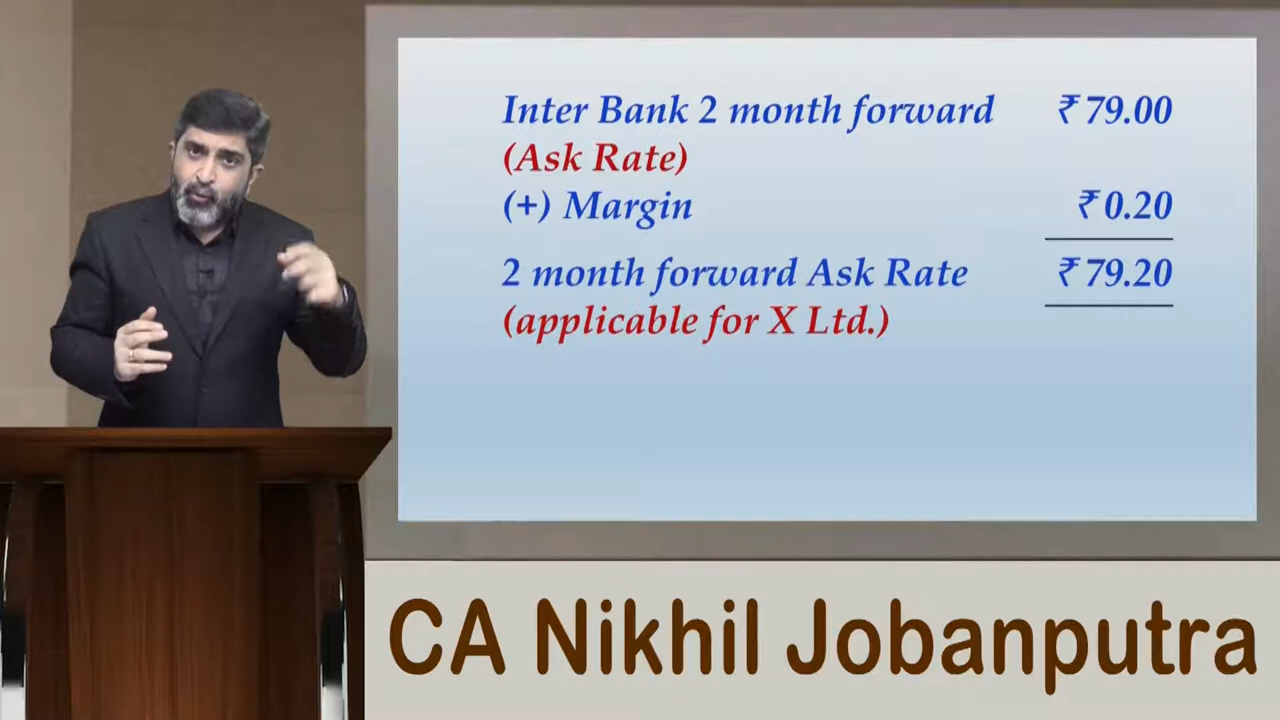 Inter Bank 2 month forward ₹79.00
(Ask Rate)
(+) Margin ₹0.20
2 month forward Ask Rate ₹79.20
(applicable for X Ltd.)
CA Nikhil Jobanputra